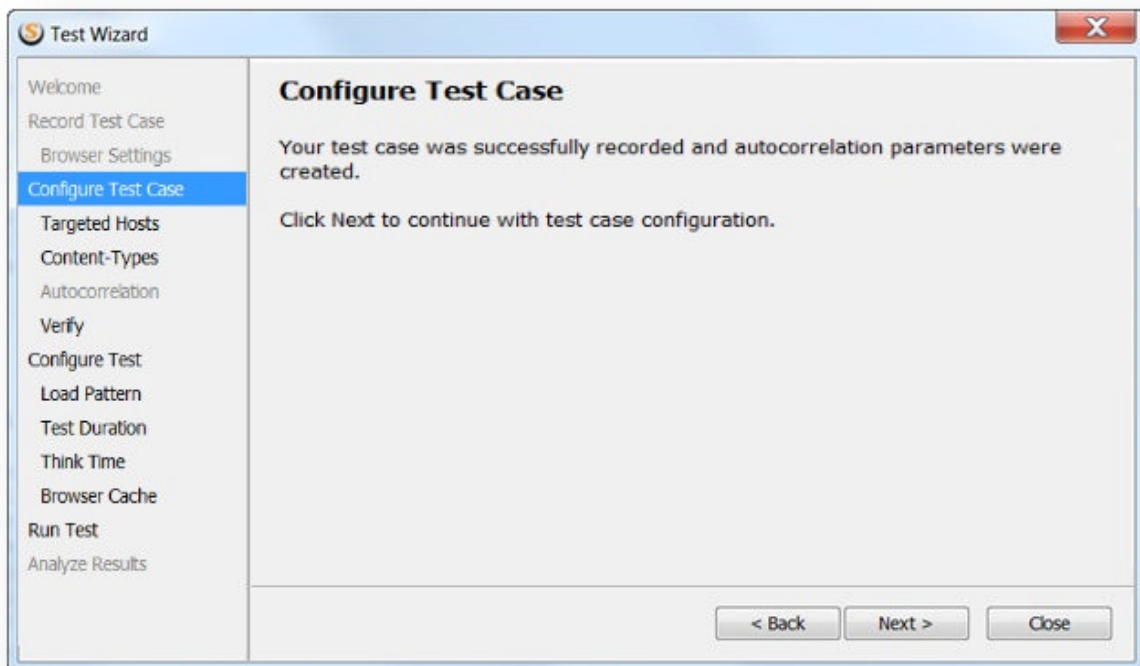 Test Wizard
Welcome
Record Test Case
Browser Settings
Configure Test Case
Targeted Hosts
Content-Types
Autocorrelation
Verify
Configure Test
Load Pattern
Test Duration
Think Time
Browser Cache
Run Test
Analyze Results
Configure Test Case
Your test case was successfully recorded and autocorrelation parameters were
created.
Click Next to continue with test case configuration.
< Back Next > Close